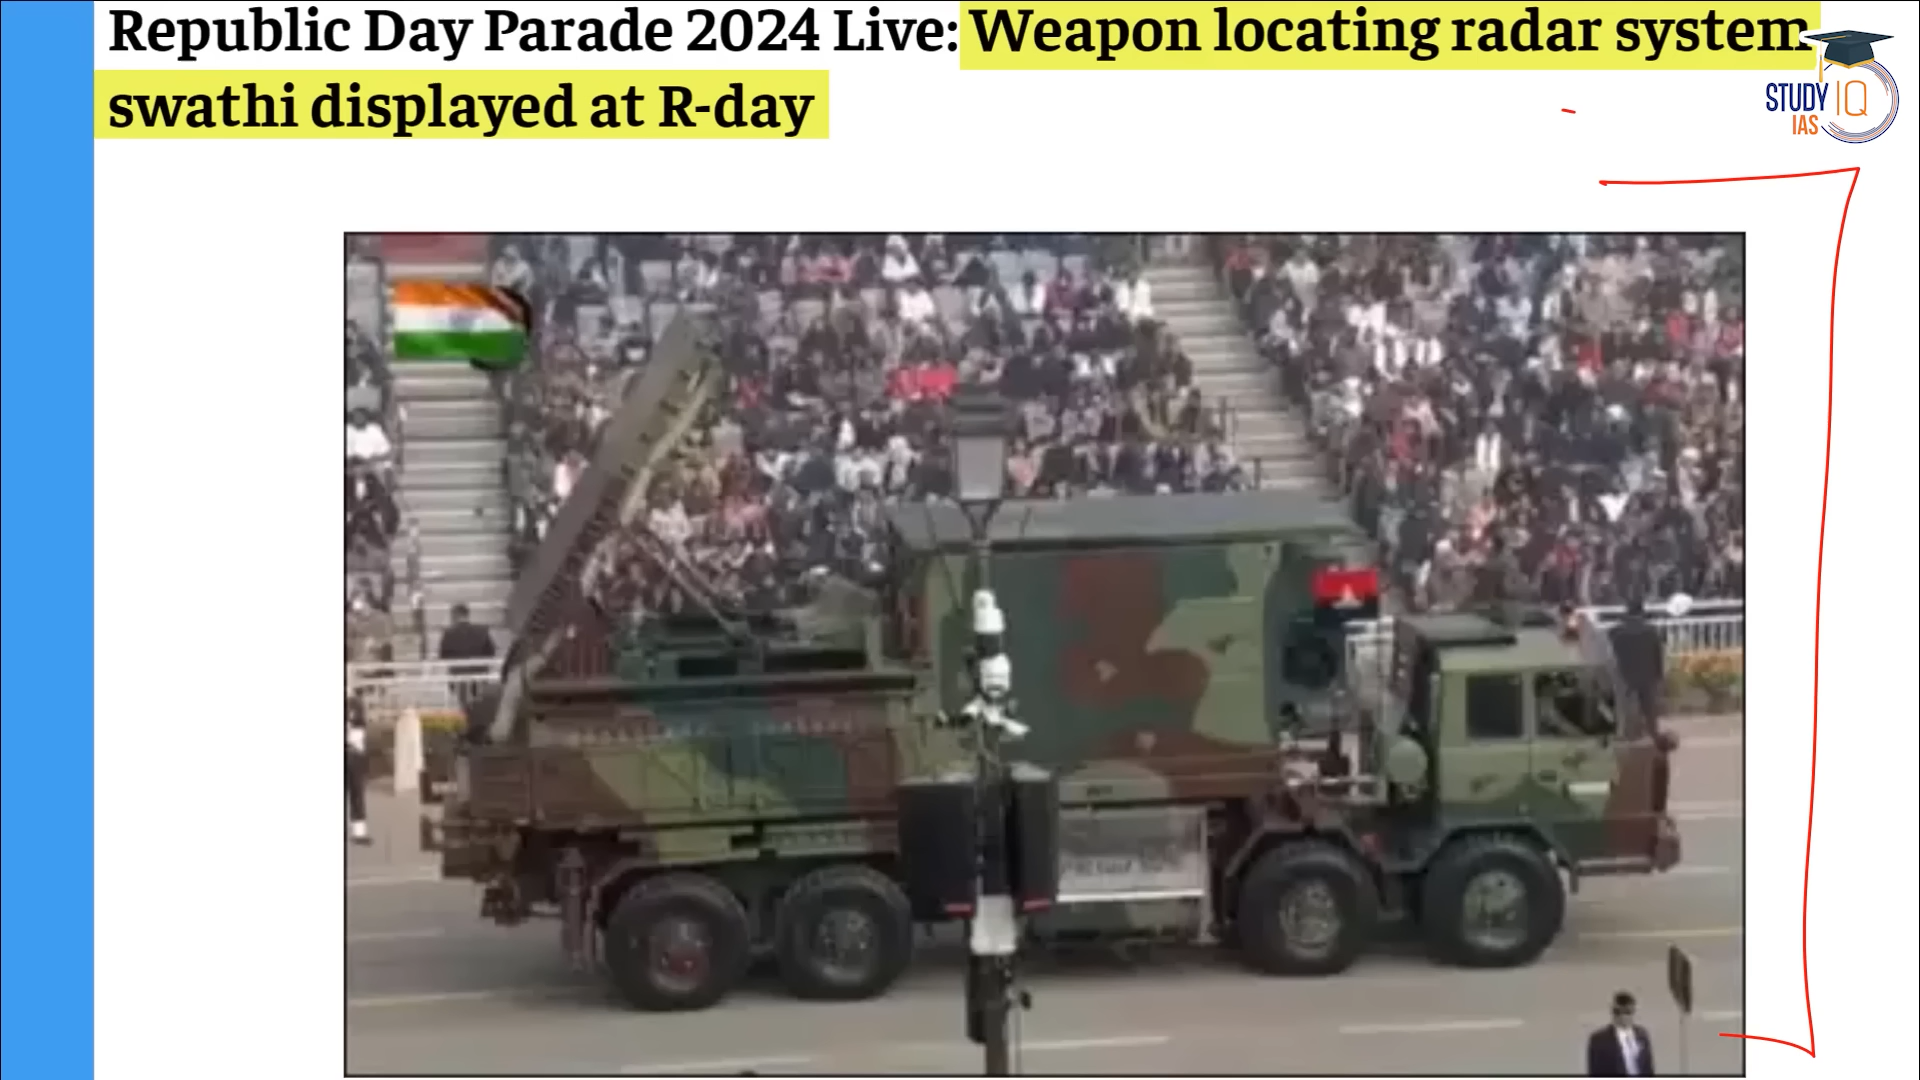 Republic Day Parade 2024 Live: Weapon locating radar system
swathi displayed at R-day
STUDY IQ
IAS